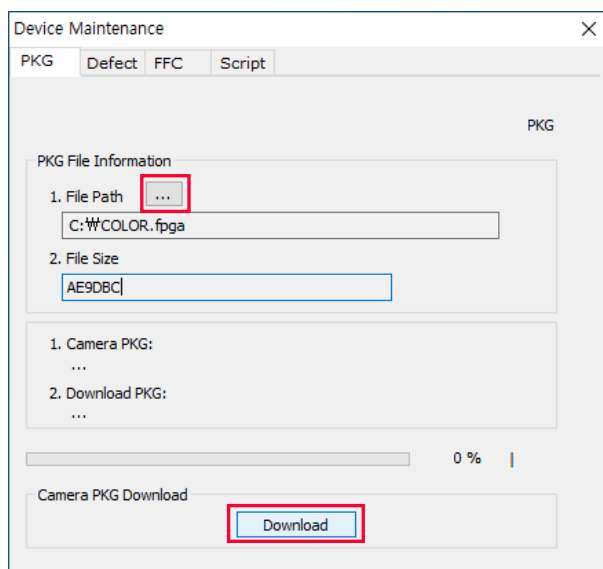 Device Maintenance
PKG Defect FFC Script
PKG
PKG File Information
1. File Path ...
C:₩COLOR.fpga
2. File Size
AE9DBC
1. Camera PKG:
...
2. Download PKG:
...
0 %
Camera PKG Download
Download